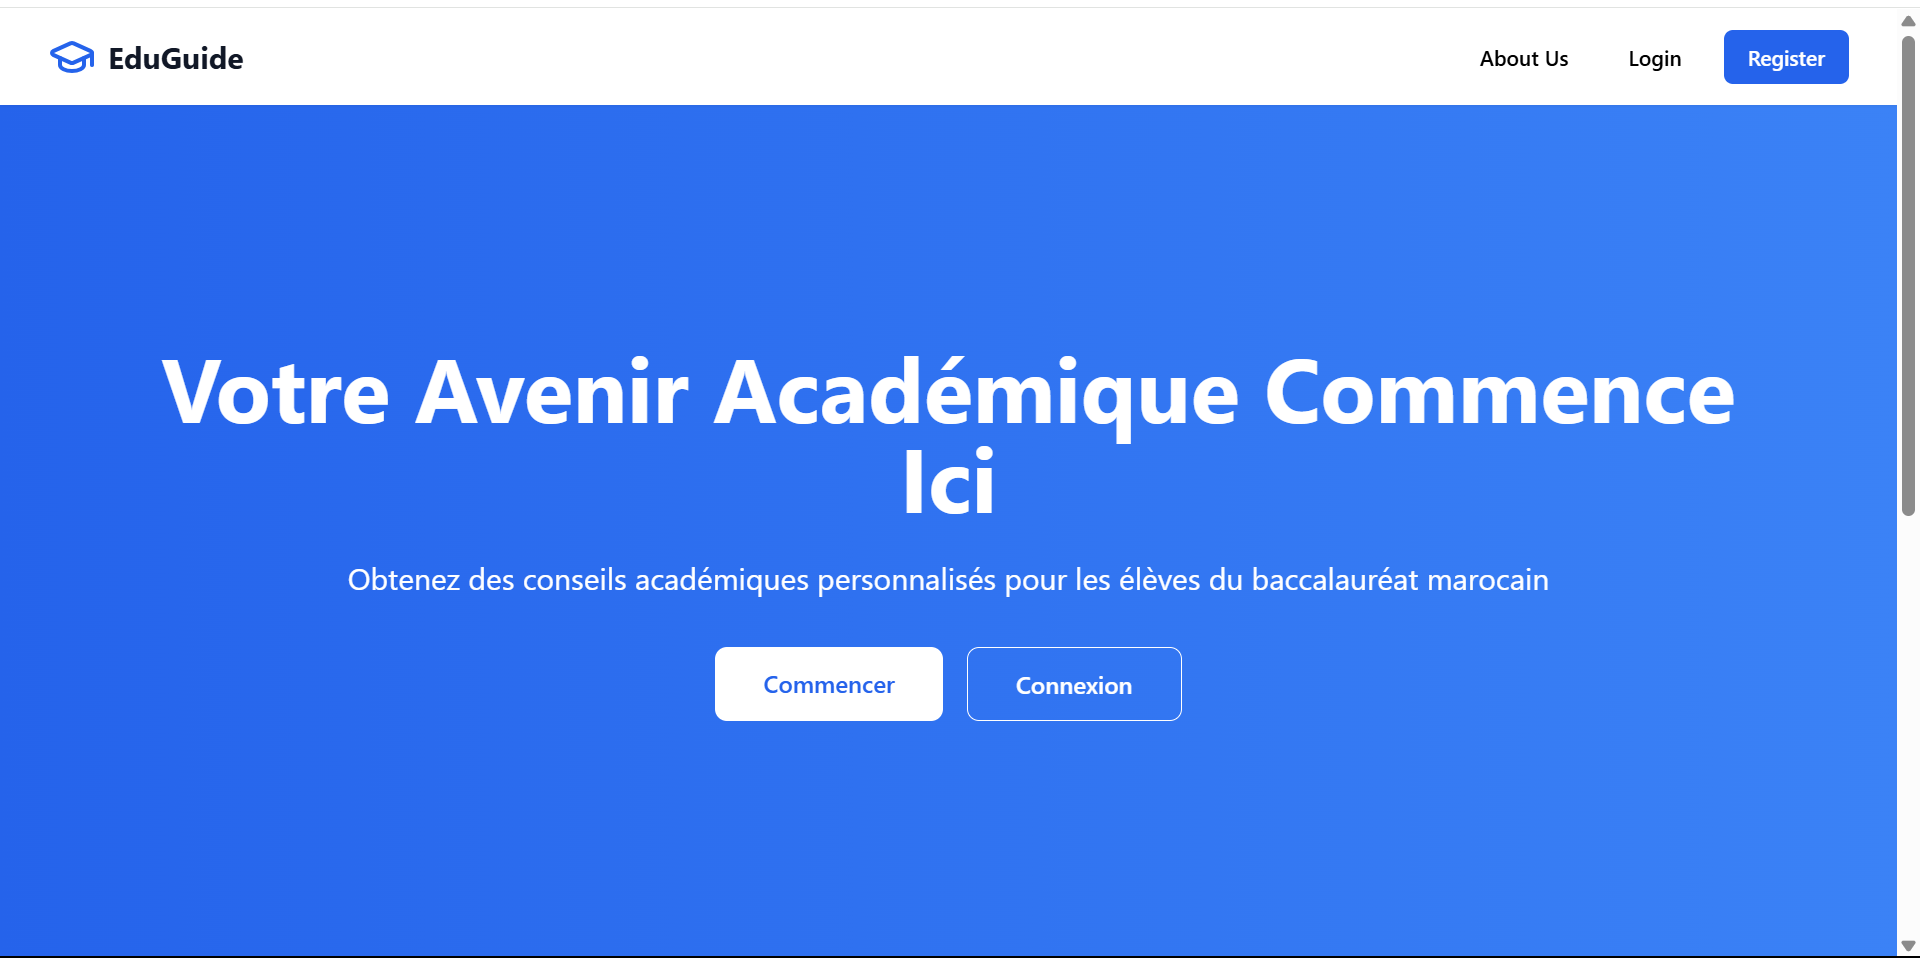 EduGuide
About Us
Login
Register
Votre Avenir Académique Commence
Ici
Obtenez des conseils académiques personnalisés pour les élèves du baccalauréat marocain
Commencer
Connexion